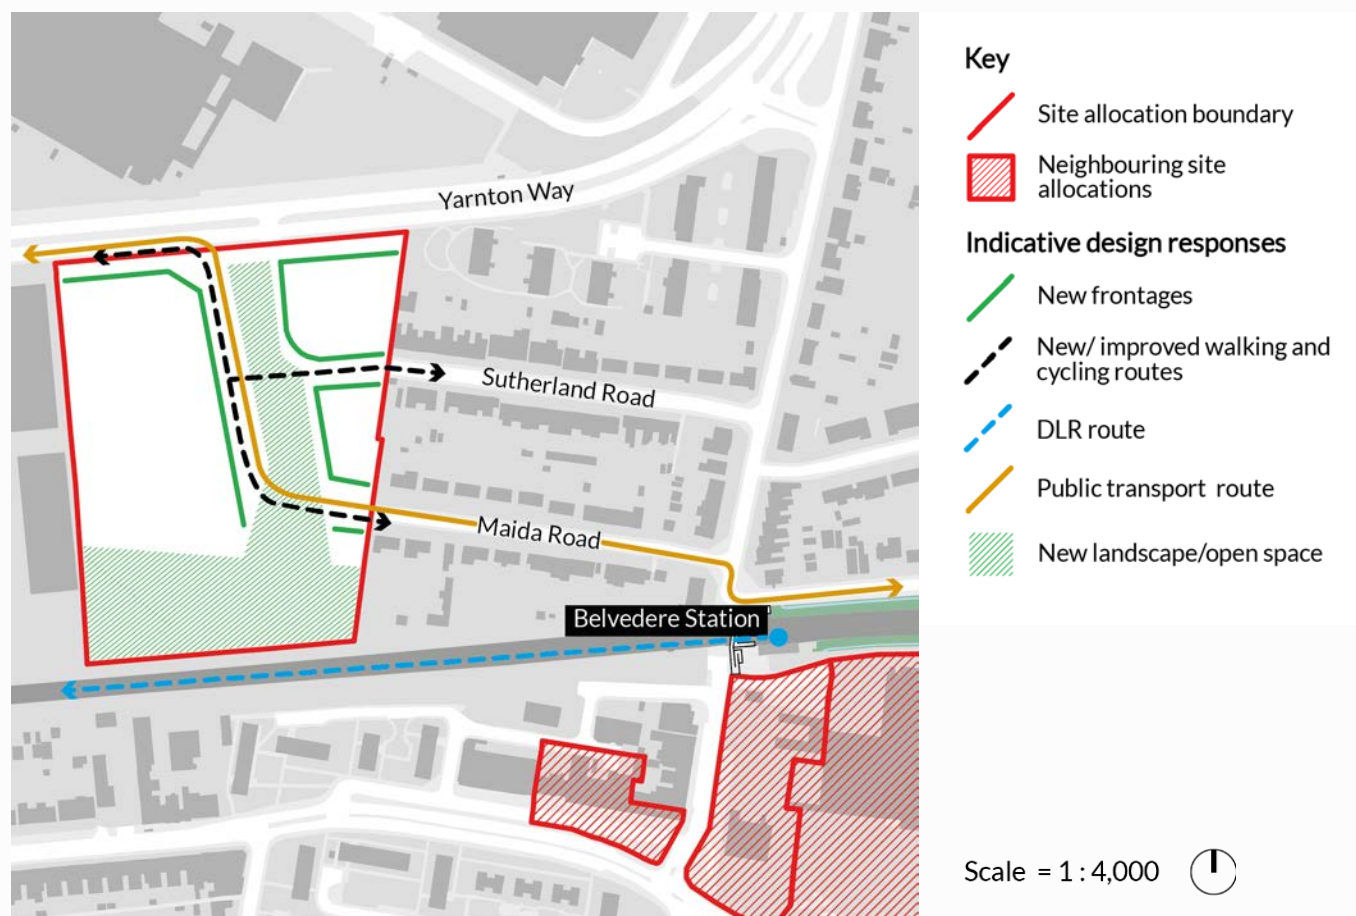 Yarnton Way
Sutherland Road
Maida Road
Belvedere Station
Key
Site allocation boundary
Neighbouring site
allocations
Indicative design responses
New frontages
New/ improved walking and
cycling routes
DLR route
Public transport route
New landscape/open space
Scale = 1 : 4,000